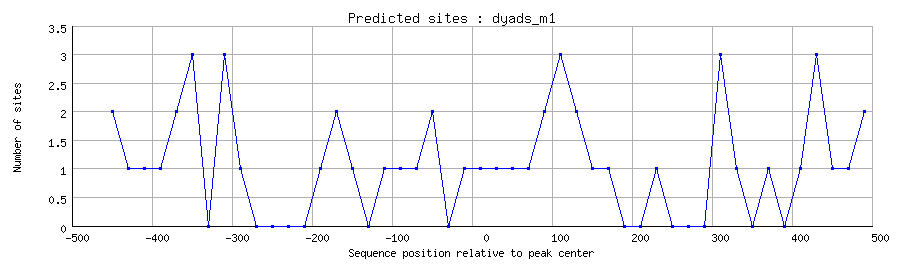 Predicted sites : dyads_m1
Number of sites
3.5
3
2.5
2
1.5
1
0.5
0
-500 -400 -300 -200 -100 0 100 200 300 400 500
Sequence position relative to peak center